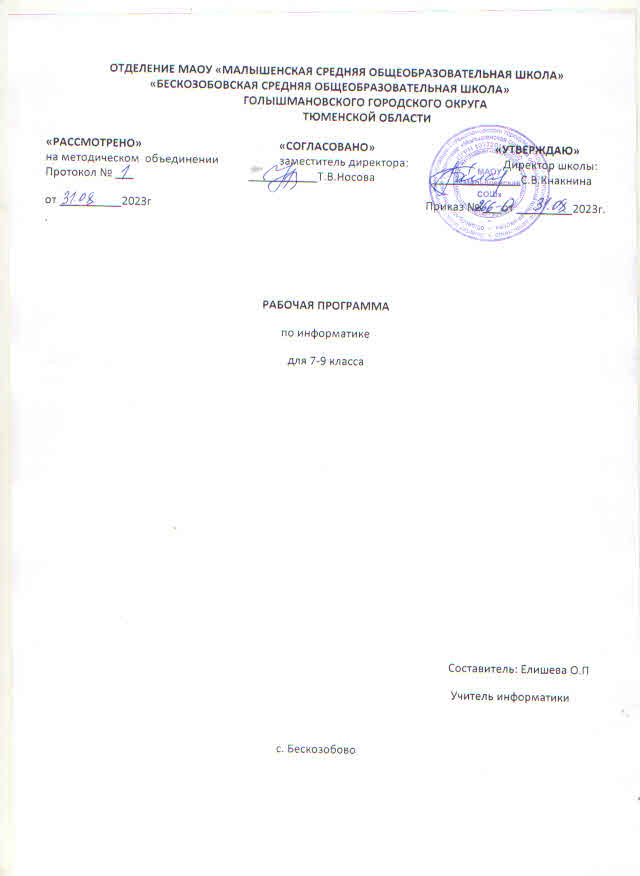 ОТДЕЛЕНИЕ МАОУ «МАЛЫШЕНСКАЯ СРЕДНЯЯ ОБЩЕОБРАЗОВАТЕЛЬНАЯ ШКОЛА»
«БЕСКОЗОБОВСКАЯ СРЕДНЯЯ ОБЩЕОБРАЗОВАТЕЛЬНАЯ ШКОЛА»
ГОЛЫШМАНОВСКОГО ГОРОДСКОГО ОКРУГА
ТЮМЕНСКОЙ ОБЛАСТИ
«РАССМОТРЕНО»
на методическом объединении
Протокол № 1
от 31.08 2023г
«СОГЛАСОВАНО»
заместитель директора:
Т.В.Носова
«УТВЕРЖДАЮ»
Директор школы:
С.В.Кнакнина
Приказ № 31.08 2023г.
МАОУ
СОШ»
РАБОЧАЯ ПРОГРАММА
по информатике
для 7-9 класса
Составитель: Елишева О.П
Учитель информатики
с. Бескозобово